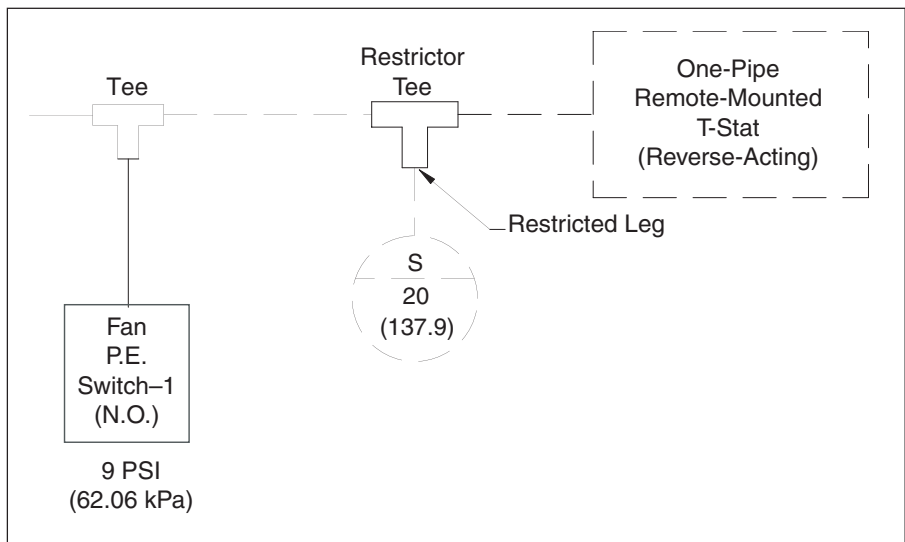 Tee
Restrictor
Tee
One-Pipe
Remote-Mounted
T-Stat
(Reverse-Acting)
Restricted Leg
S
20
(137.9)
Fan
P.E.
Switch–1
(N.O.)
9 PSI
(62.06 kPa)